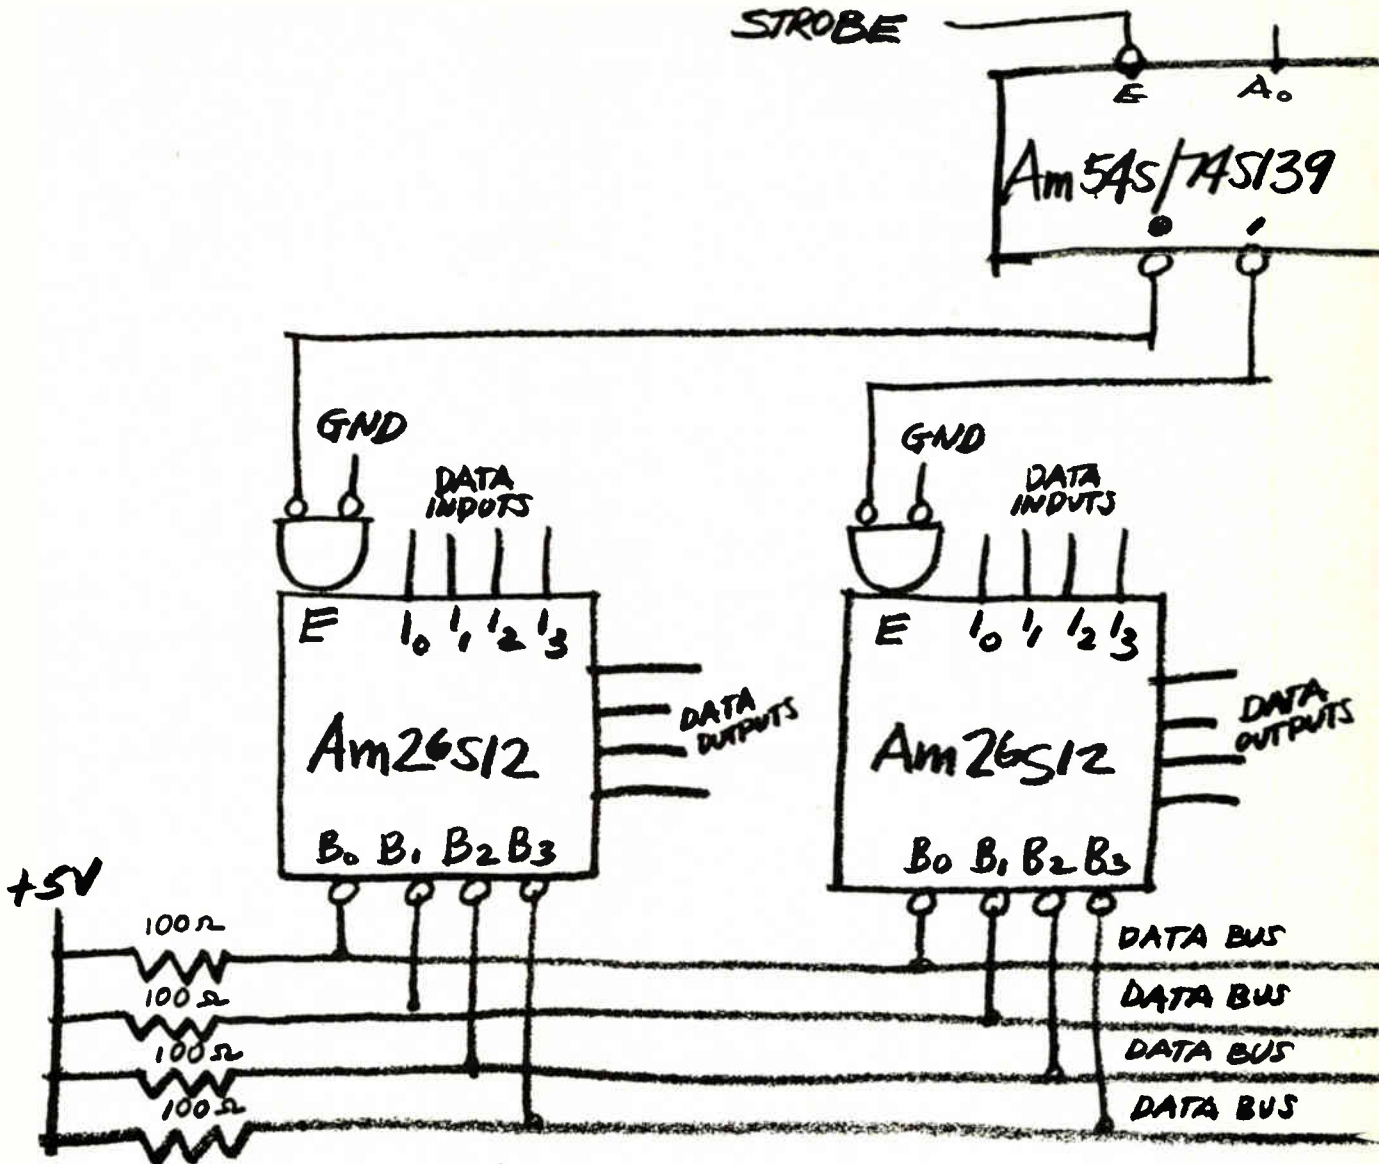 STROBE
E A₀
Am54S/74S139
0 1
GND
DATA
INPUTS
GND
DATA
INPUTS
E I₀ I₁ I₂ I₃
E I₀ I₁ I₂ I₃
DATA
OUTPUTS
DATA
OUTPUTS
Am26S12
Am26S12
B₀ B₁ B₂ B₃
B₀ B₁ B₂ B₃
+5V
100Ω
DATA BUS
100Ω
DATA BUS
100Ω
DATA BUS
100Ω
DATA BUS